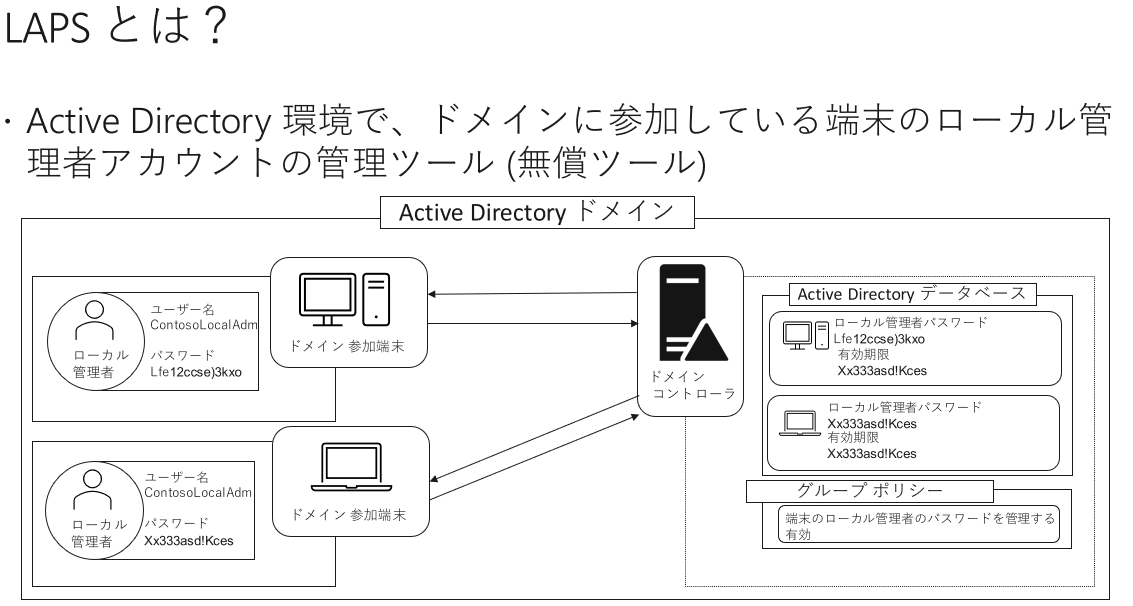 LAPS とは？
・Active Directory 環境で、ドメインに参加している端末のローカル管
理者アカウントの管理ツール (無償ツール)
Active Directory ドメイン
ローカル
管理者
ユーザー名
ContosoLocalAdm
パスワード
Lfe12ccse)3kxo
ドメイン 参加端末
ローカル
管理者
ユーザー名
ContosoLocalAdm
パスワード
Xx333asd!Kces
ドメイン 参加端末
ドメイン
コントローラ
Active Directory データベース
ローカル管理者パスワード
Lfe12ccse)3kxo
有効期限
Xx333asd!Kces
ローカル管理者パスワード
Xx333asd!Kces
有効期限
Xx333asd!Kces
グループ ポリシー
端末のローカル管理者のパスワードを管理する
有効